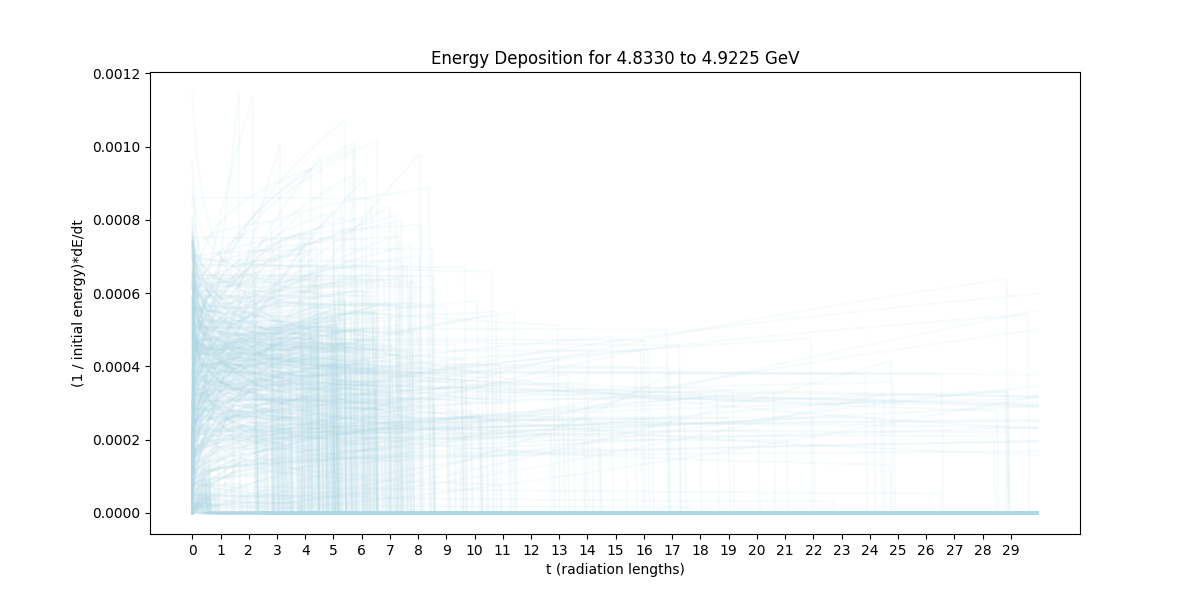 Energy Deposition for 4.8330 to 4.9225 GeV
(1 / initial energy)*dE/dt
0.0012
0.0010
0.0008
0.0006
0.0004
0.0002
0.0000
0 1 2 3 4 5 6 7 8 9 10 11 12 13 14 15 16 17 18 19 20 21 22 23 24 25 26 27 28 29
t (radiation lengths)